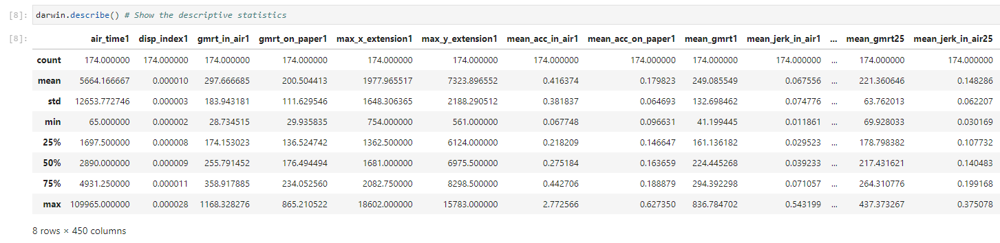 [8]: darwin.describe() # Show the descriptive statistics
[8]: air_time1 disp_index1 gmrt_in_air1 gmrt_on_paper1 max_x_extension1 max_y_extension1 mean_acc_in_air1 mean_acc_on_paper1 mean_gmrt1 mean_jerk_in_air1 ... mean_gmrt25 mean_jerk_in_air25
count 174.000000 174.000000 174.000000 174.000000 174.000000 174.000000 174.000000 174.000000 174.000000 174.000000 ... 174.000000 174.000000
mean 5664.166667 0.000010 297.666685 200.504413 1977.965517 7323.896552 0.416374 0.179823 249.085549 0.067556 ... 221.360646 0.148286
std 12653.772746 0.000003 183.943181 111.629546 1648.306365 2188.290512 0.381837 0.064693 132.698462 0.074776 ... 63.762013 0.062207
min 65.000000 0.000002 28.734515 29.935835 754.000000 561.000000 0.067748 0.096631 41.199445 0.011861 ... 69.928033 0.030169
25% 1697.500000 0.000008 174.153023 136.524742 1362.500000 6124.000000 0.218209 0.146647 161.136182 0.029523 ... 178.798382 0.107732
50% 2890.000000 0.000009 255.791452 176.494494 1681.000000 6975.500000 0.275184 0.163659 224.445268 0.039233 ... 217.431621 0.140483
75% 4931.250000 0.000011 358.917885 234.052560 2082.750000 8298.500000 0.442706 0.188879 294.392298 0.071057 ... 264.310776 0.199168
max 109965.000000 0.000028 1168.328276 865.210522 18602.000000 15783.000000 2.772566 0.627350 836.784702 0.543199 ... 437.373267 0.375078
8 rows × 450 columns